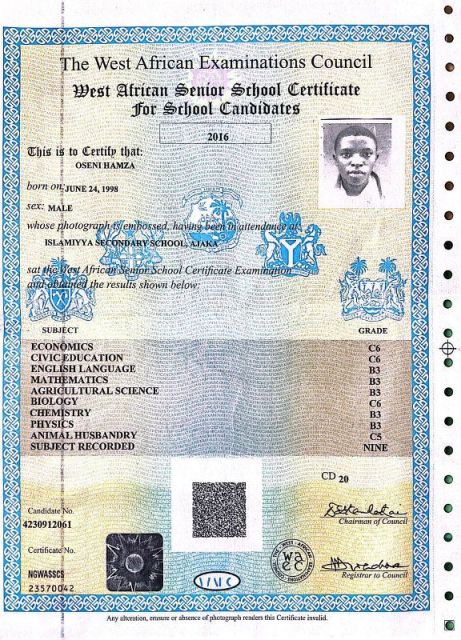 The West African Examinations Council
West African Senior School Certificate
For School Candidates
2016
This is to Certify that:
OSENI HAMZA
born on: JUNE 24, 1998
sex: MALE
whose photograph is embossed, having been in attendance at
ISLAMIYYA SECONDARY SCHOOL, AJAKA
sat the West African Senior School Certificate Examination
and obtained the results shown below:
SUBJECT GRADE
ECONOMICS C6
CIVIC EDUCATION C6
ENGLISH LANGUAGE B3
MATHEMATICS B3
AGRICULTURAL SCIENCE B3
BIOLOGY C6
CHEMISTRY B3
PHYSICS B3
ANIMAL HUSBANDRY C5
SUBJECT RECORDED NINE
CD 20
Candidate No.
4230912061
Chairman of Council
Certificate No.
NGWASSCS
23570042
Registrar to Council
Any alteration, erasure or absence of photograph renders this Certificate invalid.